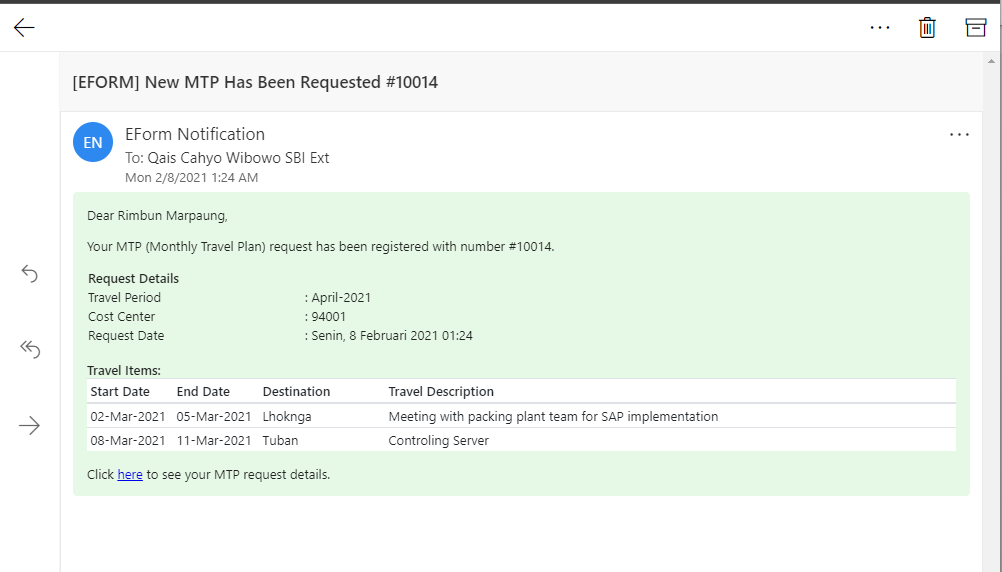 [EFORM] New MTP Has Been Requested #10014
EN
EForm Notification
To: Qais Cahyo Wibowo SBI Ext
Mon 2/8/2021 1:24 AM
Dear Rimbun Marpaung,
Your MTP (Monthly Travel Plan) request has been registered with number #10014.
Request Details
Travel Period : April-2021
Cost Center : 94001
Request Date : Senin, 8 Februari 2021 01:24
Travel Items:
Start Date End Date Destination Travel Description
02-Mar-2021 05-Mar-2021 Lhoknga Meeting with packing plant team for SAP implementation
08-Mar-2021 11-Mar-2021 Tuban Controling Server
Click here to see your MTP request details.